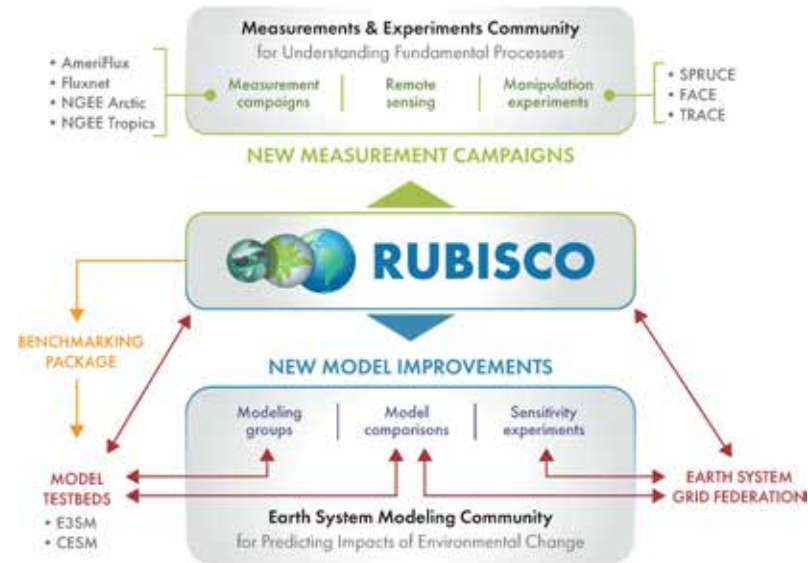 Measurements & Experiments Community
for Understanding Fundamental Processes
• AmeriFlux
• Fluxnet
• NGEE Arctic
• NGEE Tropics
Measurement
campaigns
Remote
sensing
Manipulation
experiments
• SPRUCE
• FACE
• TRACE
NEW MEASUREMENT CAMPAIGNS
RUBISCO
BENCHMARKING
PACKAGE
NEW MODEL IMPROVEMENTS
Modeling
groups
Model
comparisons
Sensitivity
experiments
MODEL
TESTBEDS
• E3SM
• CESM
EARTH SYSTEM
GRID FEDERATION
Earth System Modeling Community
for Predicting Impacts of Environmental Change